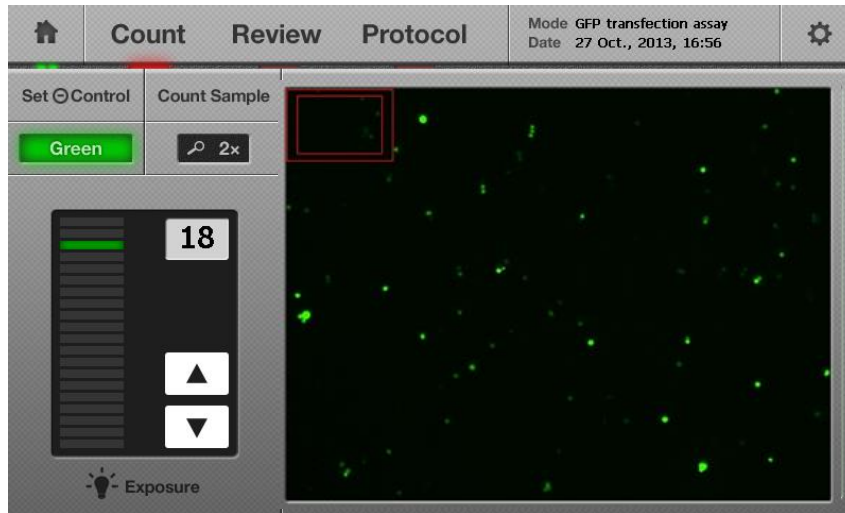 Count Review Protocol
Mode GFP transfection assay
Date 27 Oct., 2013, 16:56
Set ⊖ Control
Count Sample
Green
2×
18
Exposure